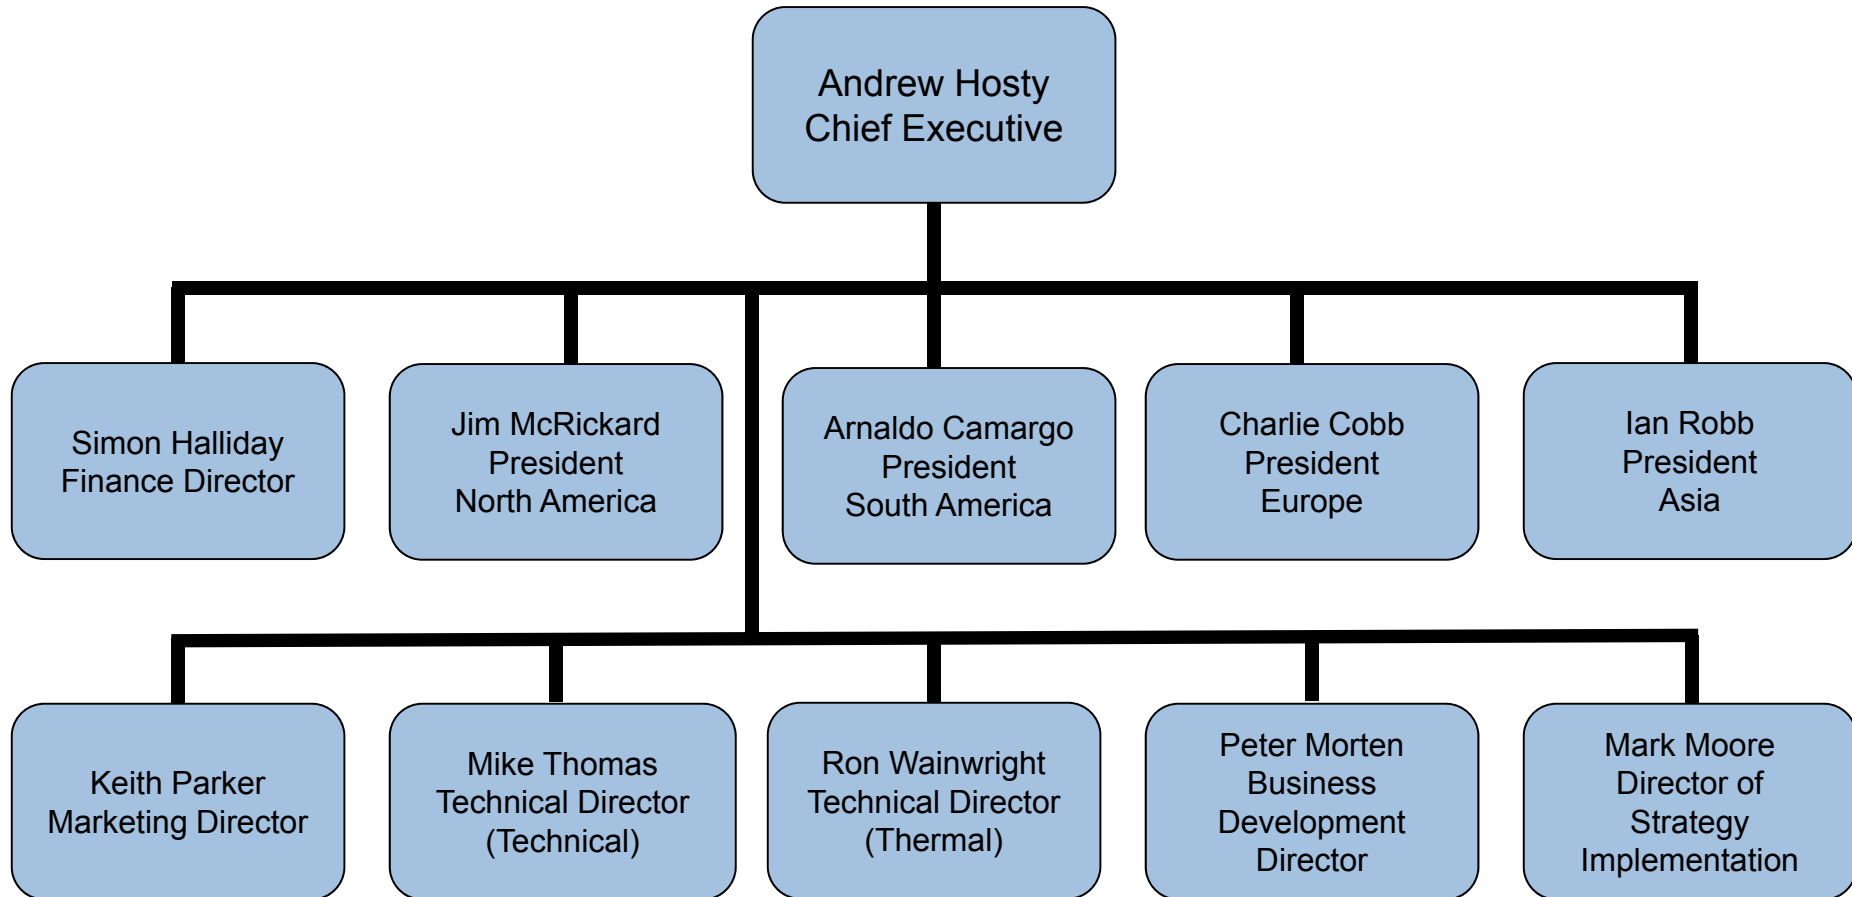 Andrew Hosty
Chief Executive
Simon Halliday
Finance Director
Jim McRickard
President
North America
Arnaldo Camargo
President
South America
Charlie Cobb
President
Europe
Ian Robb
President
Asia
Keith Parker
Marketing Director
Mike Thomas
Technical Director
(Technical)
Ron Wainwright
Technical Director
(Thermal)
Peter Morten
Business
Development
Director
Mark Moore
Director of
Strategy
Implementation